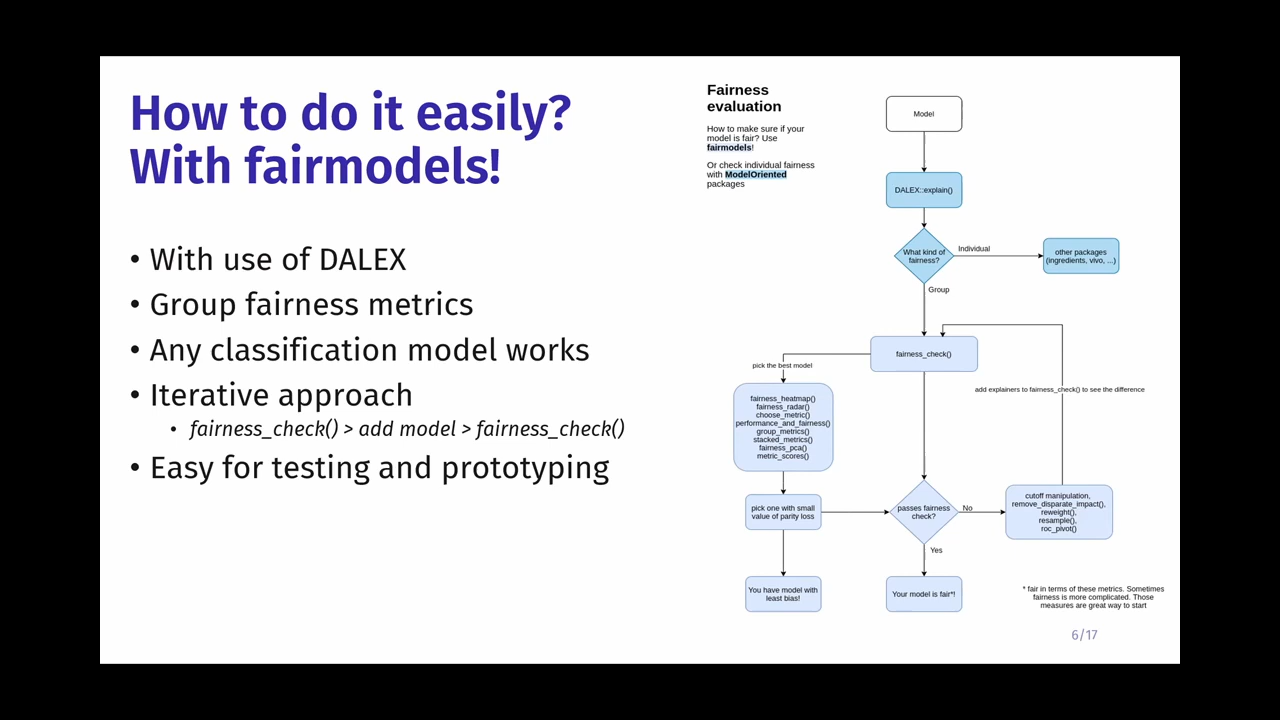 How to do it easily?
With fairmodels!
• With use of DALEX
• Group fairness metrics
• Any classification model works
• Iterative approach
• fairness_check() > add model > fairness_check()
• Easy for testing and prototyping
Fairness
evaluation
How to make sure if your
model is fair? Use
fairmodels!
Or check individual fairness
with ModelOriented
packages
Model
DALEX::explain()
What kind of
fairness?
Individual
other packages
(ingredients, vivo, ...)
Group
fairness_check()
pick the best model
add explainers to fairness_check() to see the difference
fairness_heatmap()
fairness_radar()
choose_metric()
performance_and_fairness()
group_metrics()
stacked_metrics()
fairness_pca()
metric_scores()
pick one with small
value of parity loss
passes fairness
check?
No
cutoff manipulation,
remove_disparate_impact(),
reweight(),
resample(),
roc_pivot()
Yes
You have model with
least bias!
Your model is fair*!
* fair in terms of these metrics. Sometimes
fairness is more complicated. Those
measures are great way to start
6/17